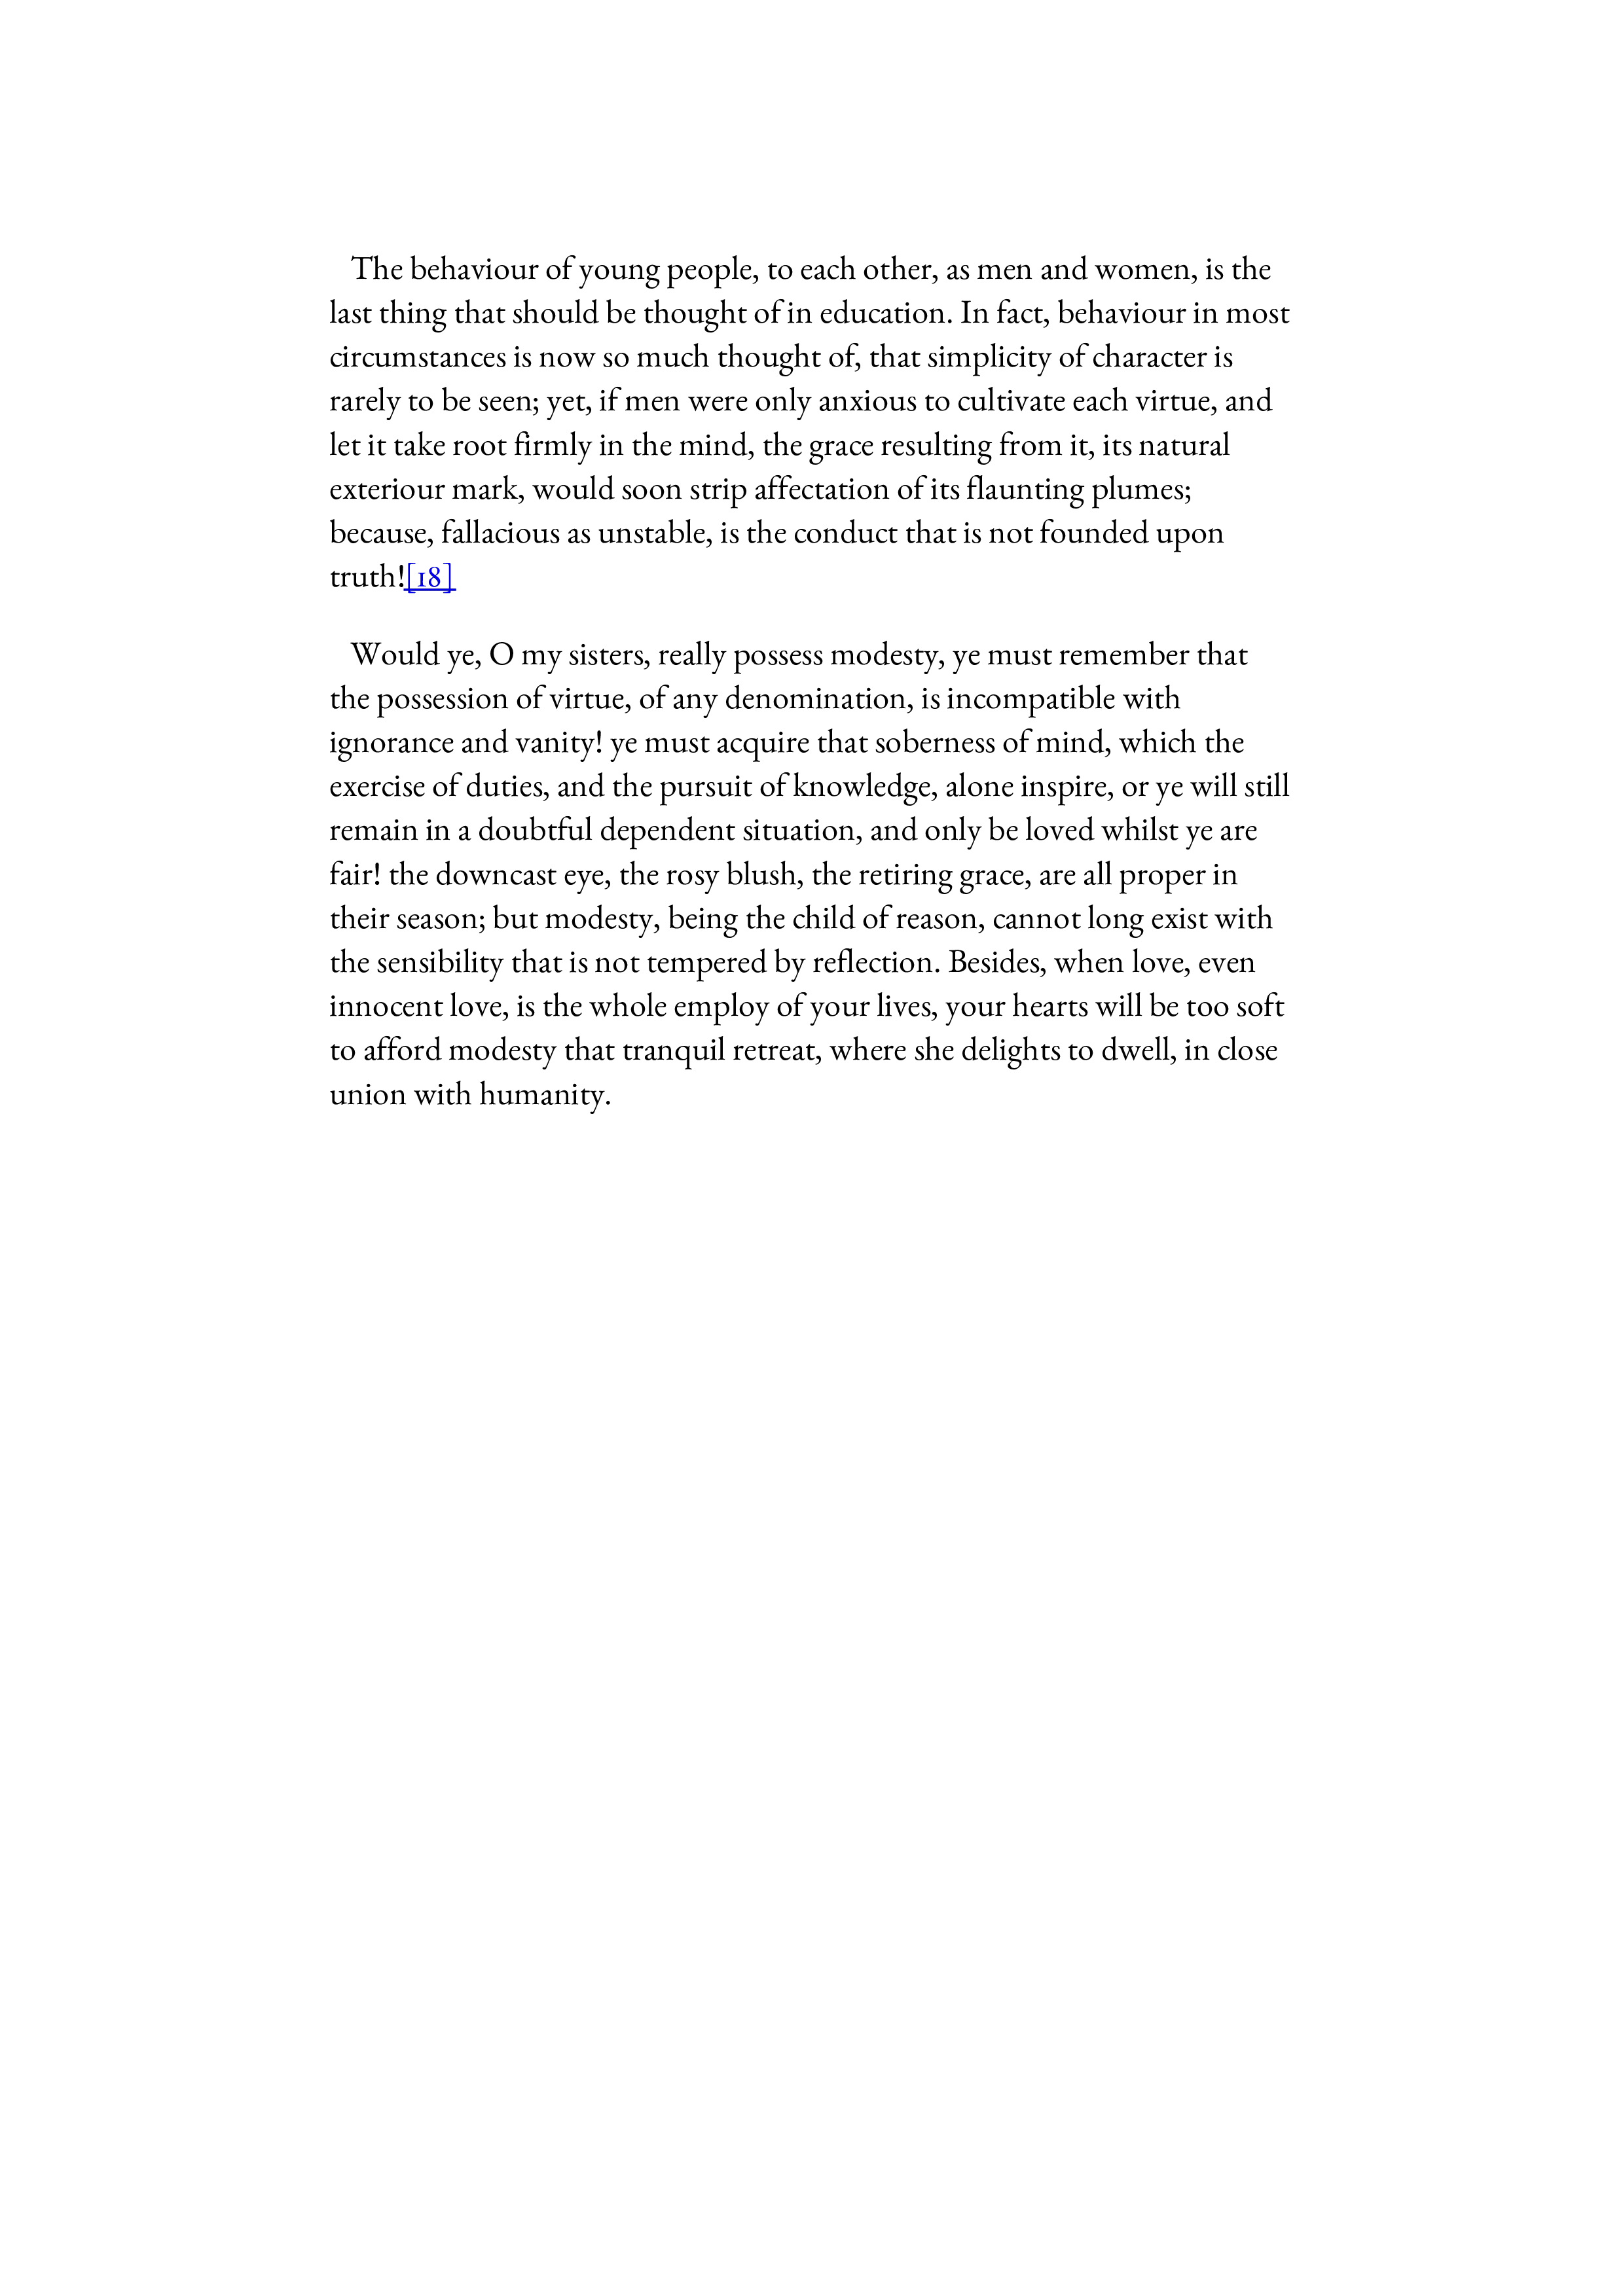 The behaviour of young people, to each other, as men and women, is the
last thing that should be thought of in education. In fact, behaviour in most
circumstances is now so much thought of, that simplicity of character is
rarely to be seen; yet, if men were only anxious to cultivate each virtue, and
let it take root firmly in the mind, the grace resulting from it, its natural
exteriour mark, would soon strip affectation of its flaunting plumes;
because, fallacious as unstable, is the conduct that is not founded upon
truth![18]
Would ye, O my sisters, really possess modesty, ye must remember that
the possession of virtue, of any denomination, is incompatible with
ignorance and vanity! ye must acquire that soberness of mind, which the
exercise of duties, and the pursuit of knowledge, alone inspire, or ye will still
remain in a doubtful dependent situation, and only be loved whilst ye are
fair! the downcast eye, the rosy blush, the retiring grace, are all proper in
their season; but modesty, being the child of reason, cannot long exist with
the sensibility that is not tempered by reflection. Besides, when love, even
innocent love, is the whole employ of your lives, your hearts will be too soft
to afford modesty that tranquil retreat, where she delights to dwell, in close
union with humanity.